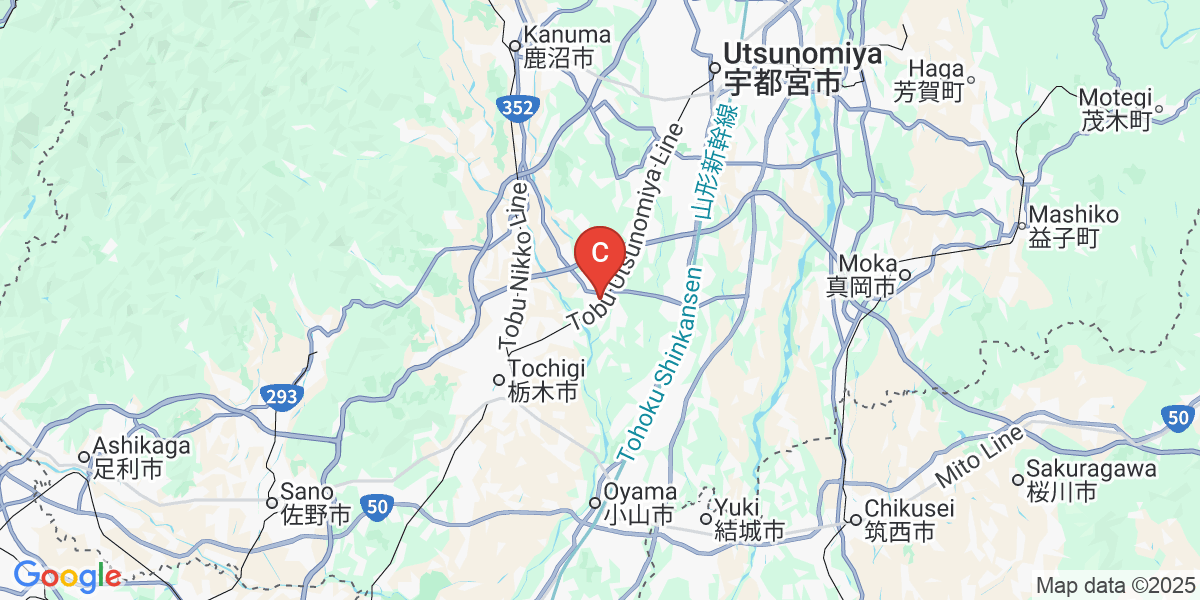 Kanuma
鹿沼市
Utsunomiya
宇都宮市
Haga
芳賀町
Motegi
茂木町
352
山形新幹線
Tobu-Utsunomiya Line
Tobu-Nikko Line
Mashiko
益子町
C
Moka
真岡市
Tohoku Shinkansen
Tochigi
栃木市
293
50
Ashikaga
足利市
Mito Line
Sakuragawa
桜川市
Sano
佐野市
50
Oyama
小山市
Yuki
結城市
Chikusei
筑西市
Google
Map data ©2025